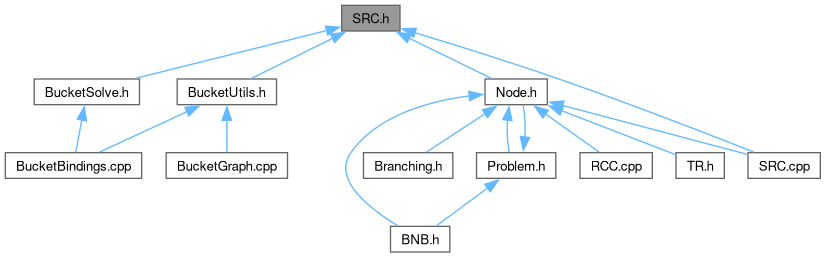 SRC.h
BucketSolve.h
BucketUtils.h
Node.h
BucketBindings.cpp
BucketGraph.cpp
Branching.h
Problem.h
RCC.cpp
TR.h
SRC.cpp
BNB.h